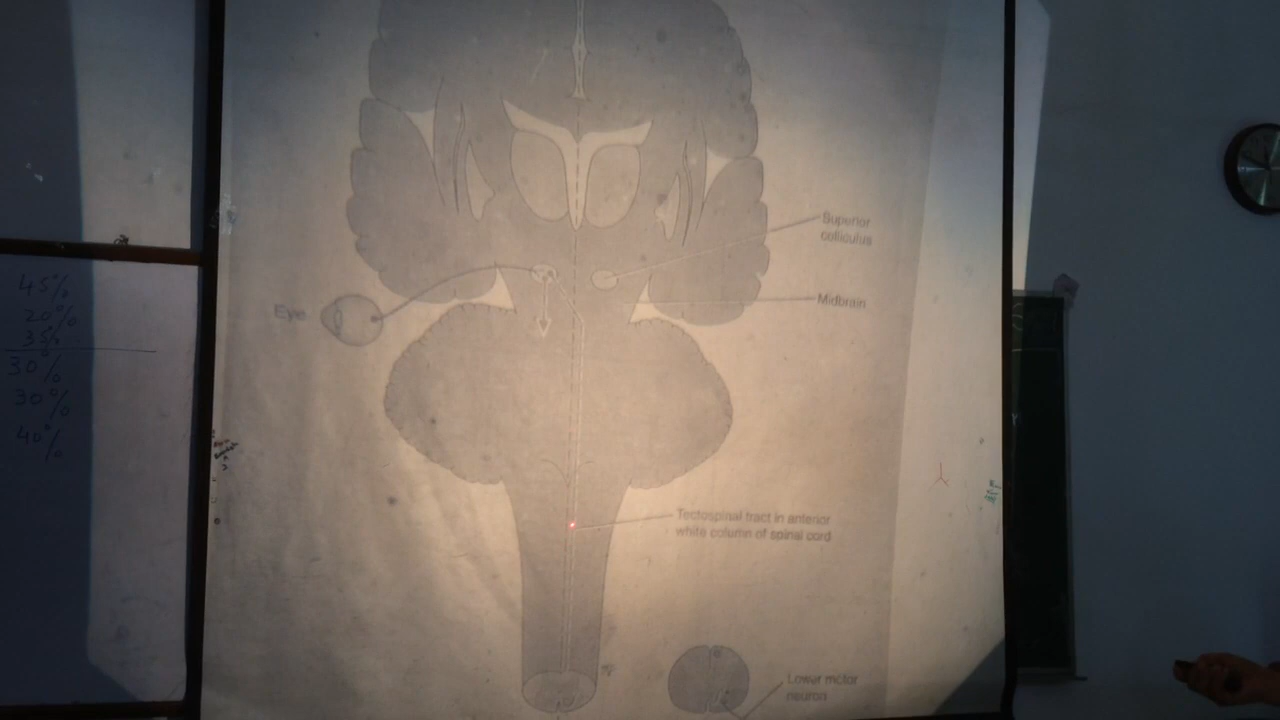 45%
20%
35%
30%
30%
40%
Superior
colliculus
Eye
Midbrain
Tectospinal tract in anterior
white column of spinal cord
Lower motor
neuron